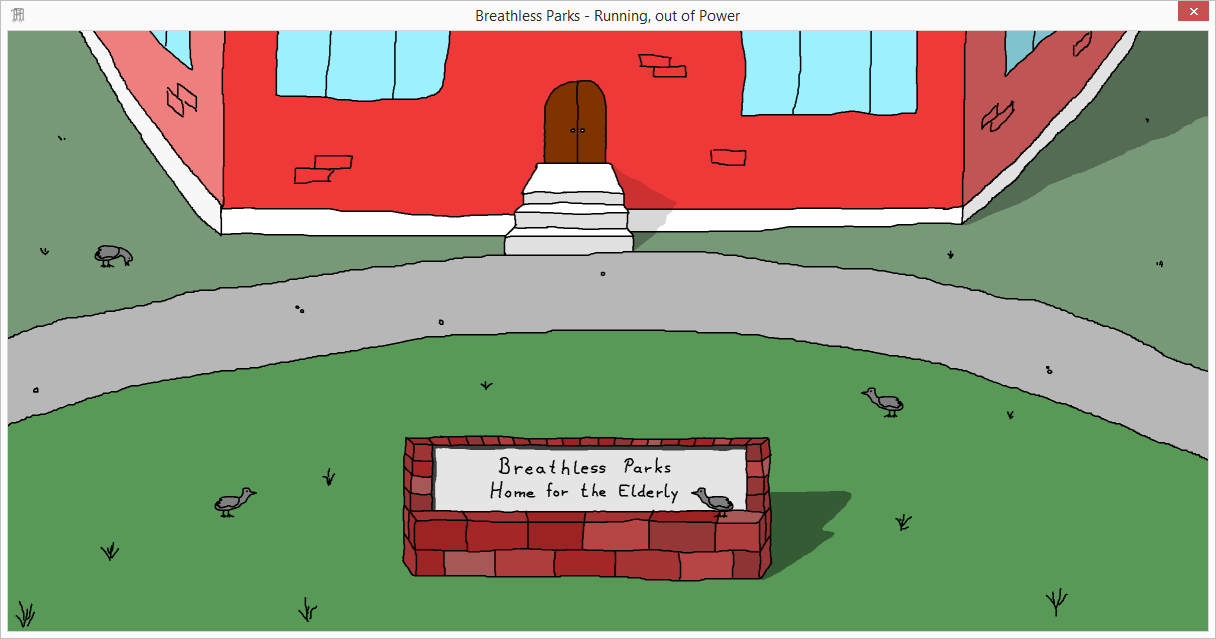 Breathless Parks - Running, out of Power
Breathless Parks
Home for the Elderly